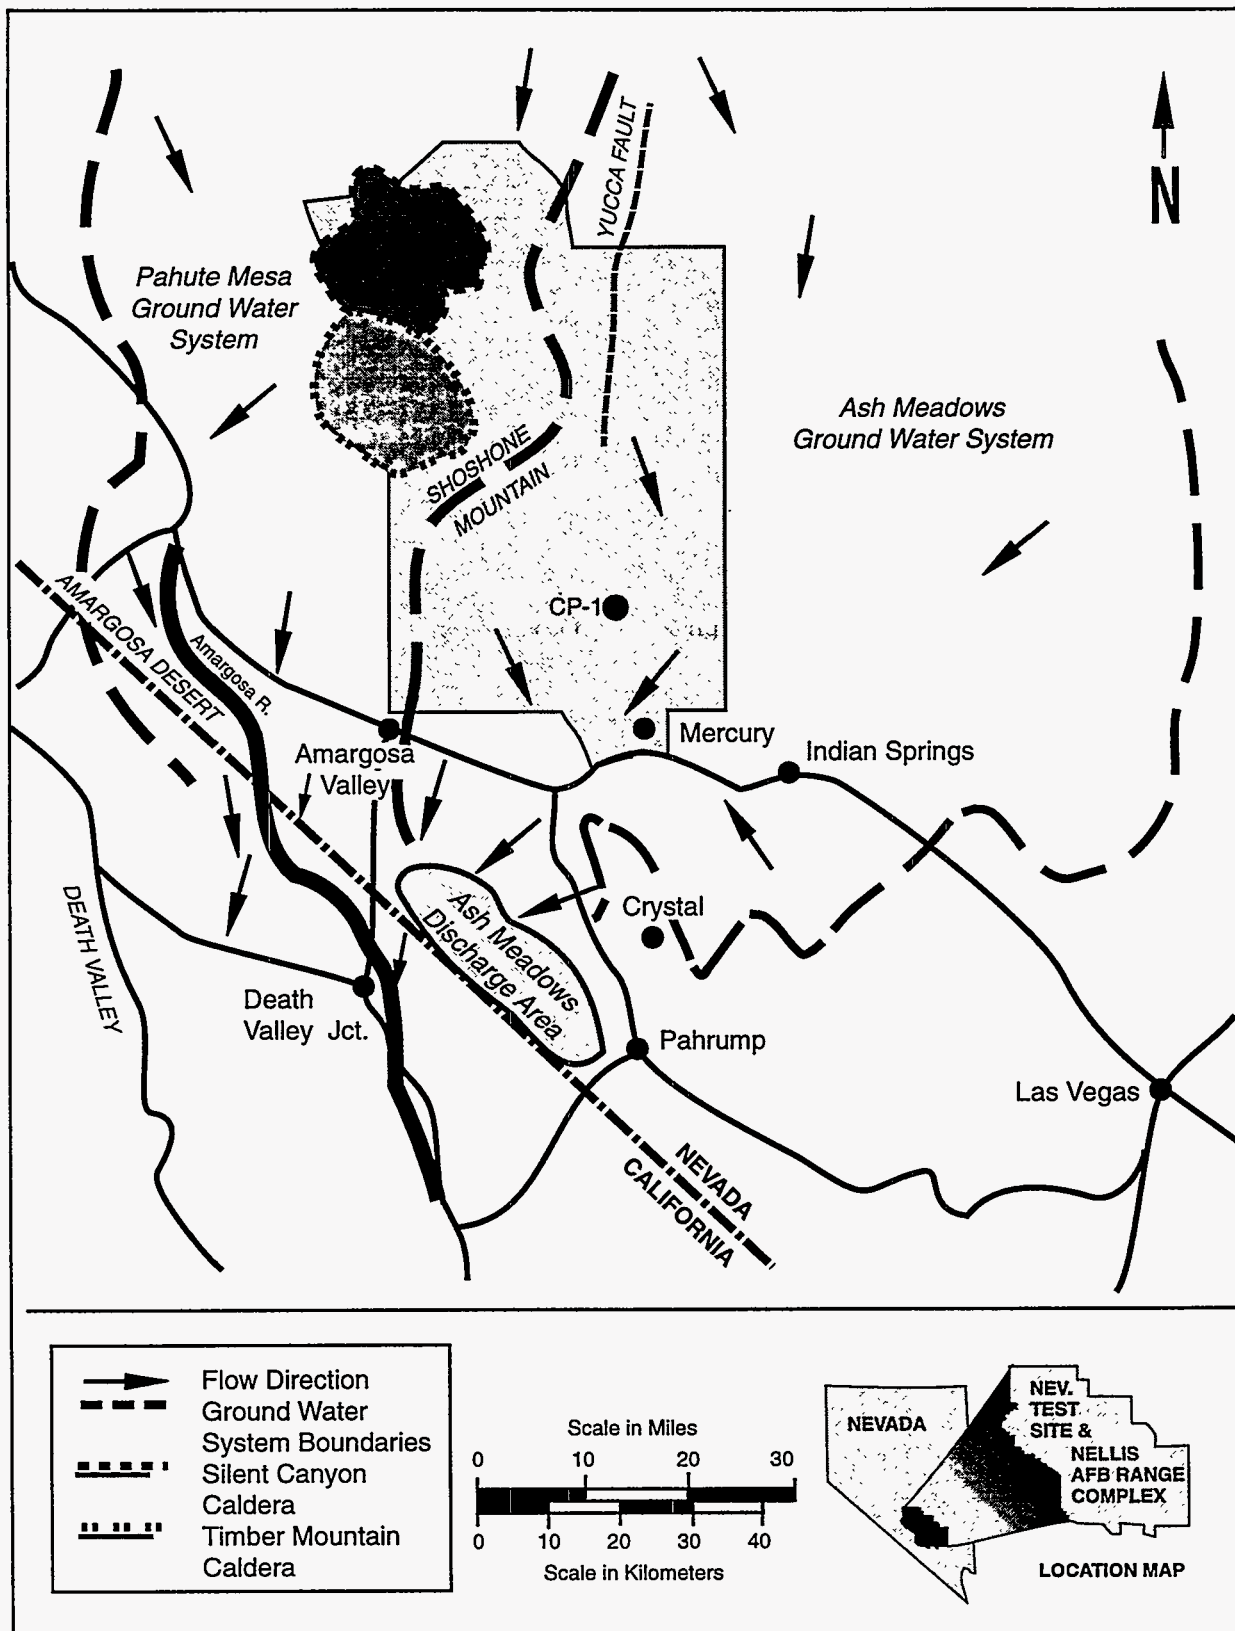 YUCCA FAULT
N
Pahute Mesa
Ground Water
System
Ash Meadows
Ground Water System
SHOSHONE
MOUNTAIN
CP-1
AMARGOSA DESERT
Amargosa R.
Mercury
Amargosa
Valley
Indian Springs
DEATH VALLEY
Ash Meadows
Discharge Area
Crystal
Death
Valley Jct.
Pahrump
Las Vegas
NEVADA
CALIFORNIA
Flow Direction
Ground Water
System Boundaries
Silent Canyon
Caldera
Timber Mountain
Caldera
Scale in Miles
0 10 20 30
0 10 20 30 40
Scale in Kilometers
NEVADA
NEV.
TEST
SITE &
NELLIS
AFB RANGE
COMPLEX
LOCATION MAP